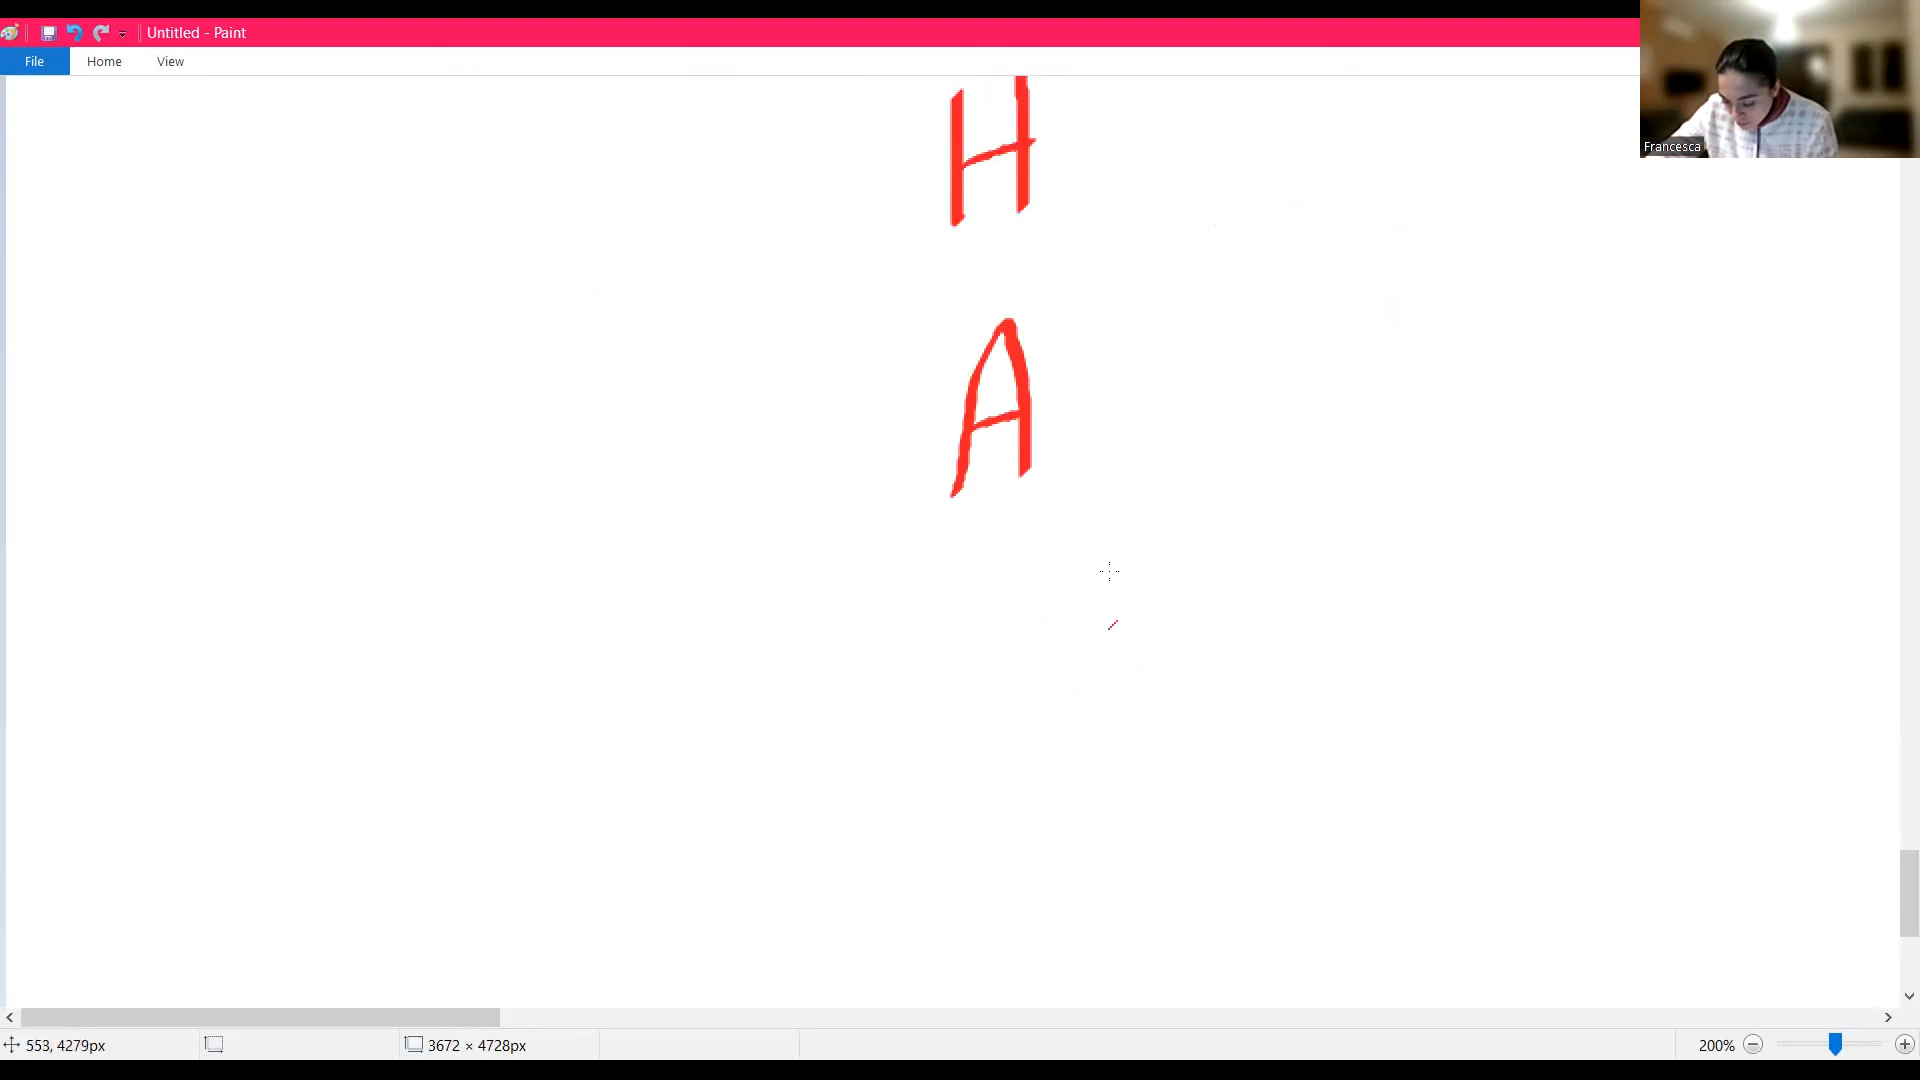 Untitled - Paint
File Home View
Francesca
H
A
553, 4279px
3672 × 4728px
200%